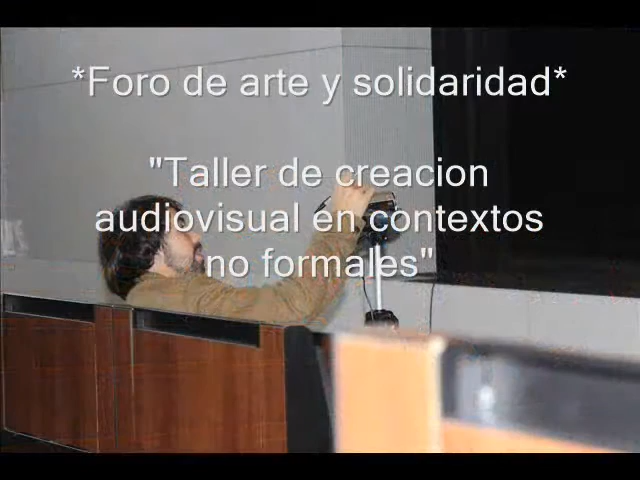 *Foro de arte y solidaridad*
"Taller de creacion
audiovisual en contextos
no formales"